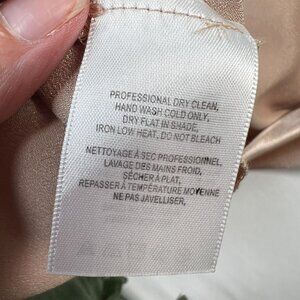 PROFESSIONAL DRY CLEAN,
HAND WASH COLD ONLY,
DRY FLAT IN SHADE,
IRON LOW HEAT, DO NOT BLEACH
NETTOYAGE À SEC PROFESSIONNEL,
LAVAGE DES MAINS FROID,
SÉCHER À PLAT,
REPASSER À TEMPÉRATURE MOYENNE
NE PAS JAVELLISER,